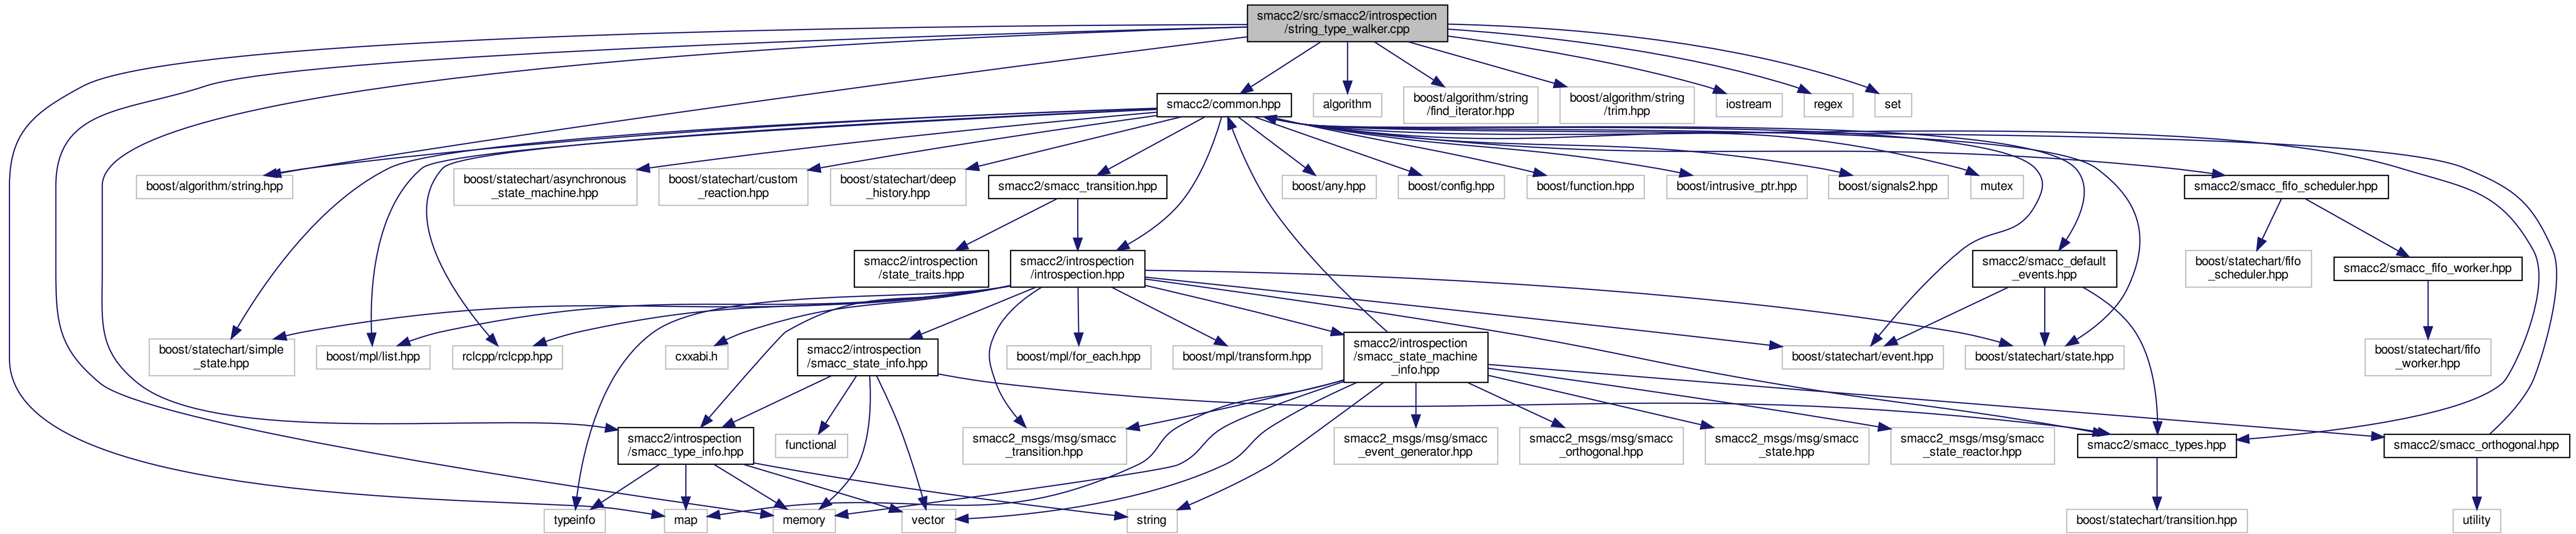 smacc2/src/smacc2/introspection
/string_type_walker.cpp
smacc2/common.hpp
algorithm
boost/algorithm/string
/find_iterator.hpp
boost/algorithm/string
/trim.hpp
iostream
regex
set
boost/algorithm/string.hpp
boost/statechart/asynchronous
_state_machine.hpp
boost/statechart/custom
_reaction.hpp
boost/statechart/deep
_history.hpp
smacc2/smacc_transition.hpp
boost/any.hpp
boost/config.hpp
boost/function.hpp
boost/intrusive_ptr.hpp
boost/signals2.hpp
mutex
smacc2/smacc_fifo_scheduler.hpp
smacc2/introspection
/state_traits.hpp
smacc2/introspection
/introspection.hpp
smacc2/smacc_default
_events.hpp
boost/statechart/fifo
_scheduler.hpp
smacc2/smacc_fifo_worker.hpp
boost/statechart/simple
_state.hpp
boost/mpl/list.hpp
rclcpp/rclcpp.hpp
cxxabi.h
smacc2/introspection
/smacc_state_info.hpp
boost/mpl/for_each.hpp
boost/mpl/transform.hpp
smacc2/introspection
/smacc_state_machine
_info.hpp
boost/statechart/event.hpp
boost/statechart/state.hpp
boost/statechart/fifo
_worker.hpp
smacc2/introspection
/smacc_type_info.hpp
functional
smacc2_msgs/msg/smacc
_transition.hpp
smacc2_msgs/msg/smacc
_event_generator.hpp
smacc2_msgs/msg/smacc
_orthogonal.hpp
smacc2_msgs/msg/smacc
_state.hpp
smacc2_msgs/msg/smacc
_state_reactor.hpp
smacc2/smacc_types.hpp
smacc2/smacc_orthogonal.hpp
typeinfo
map
memory
vector
string
boost/statechart/transition.hpp
utility